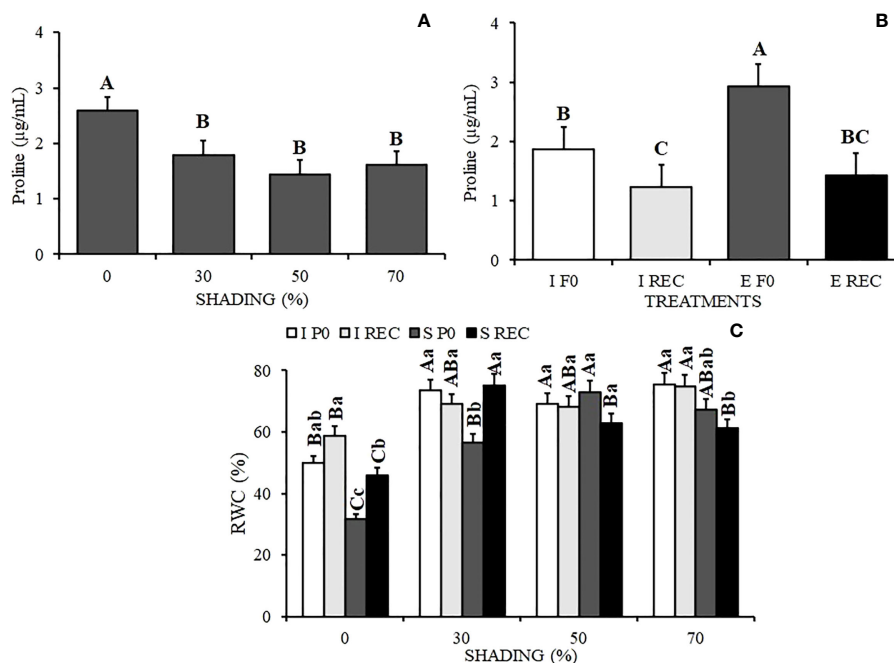 A
Proline (µg/mL)
4
3
2
1
0
A
B
B
B
0 30 50 70
SHADING (%)
B
Proline (µg/mL)
4
3
2
1
0
B
C
A
BC
I F0 I REC E F0 E REC
TREATMENTS
C
I P0 I REC S P0 S REC
RWC (%)
80
60
40
20
0
Bab
Ba
Cc
Cb
Aa
ABa
Bb
Aa
Aa
ABa
Aa
Ba
Aa
Aa
ABab
Bb
0 30 50 70
SHADING (%)